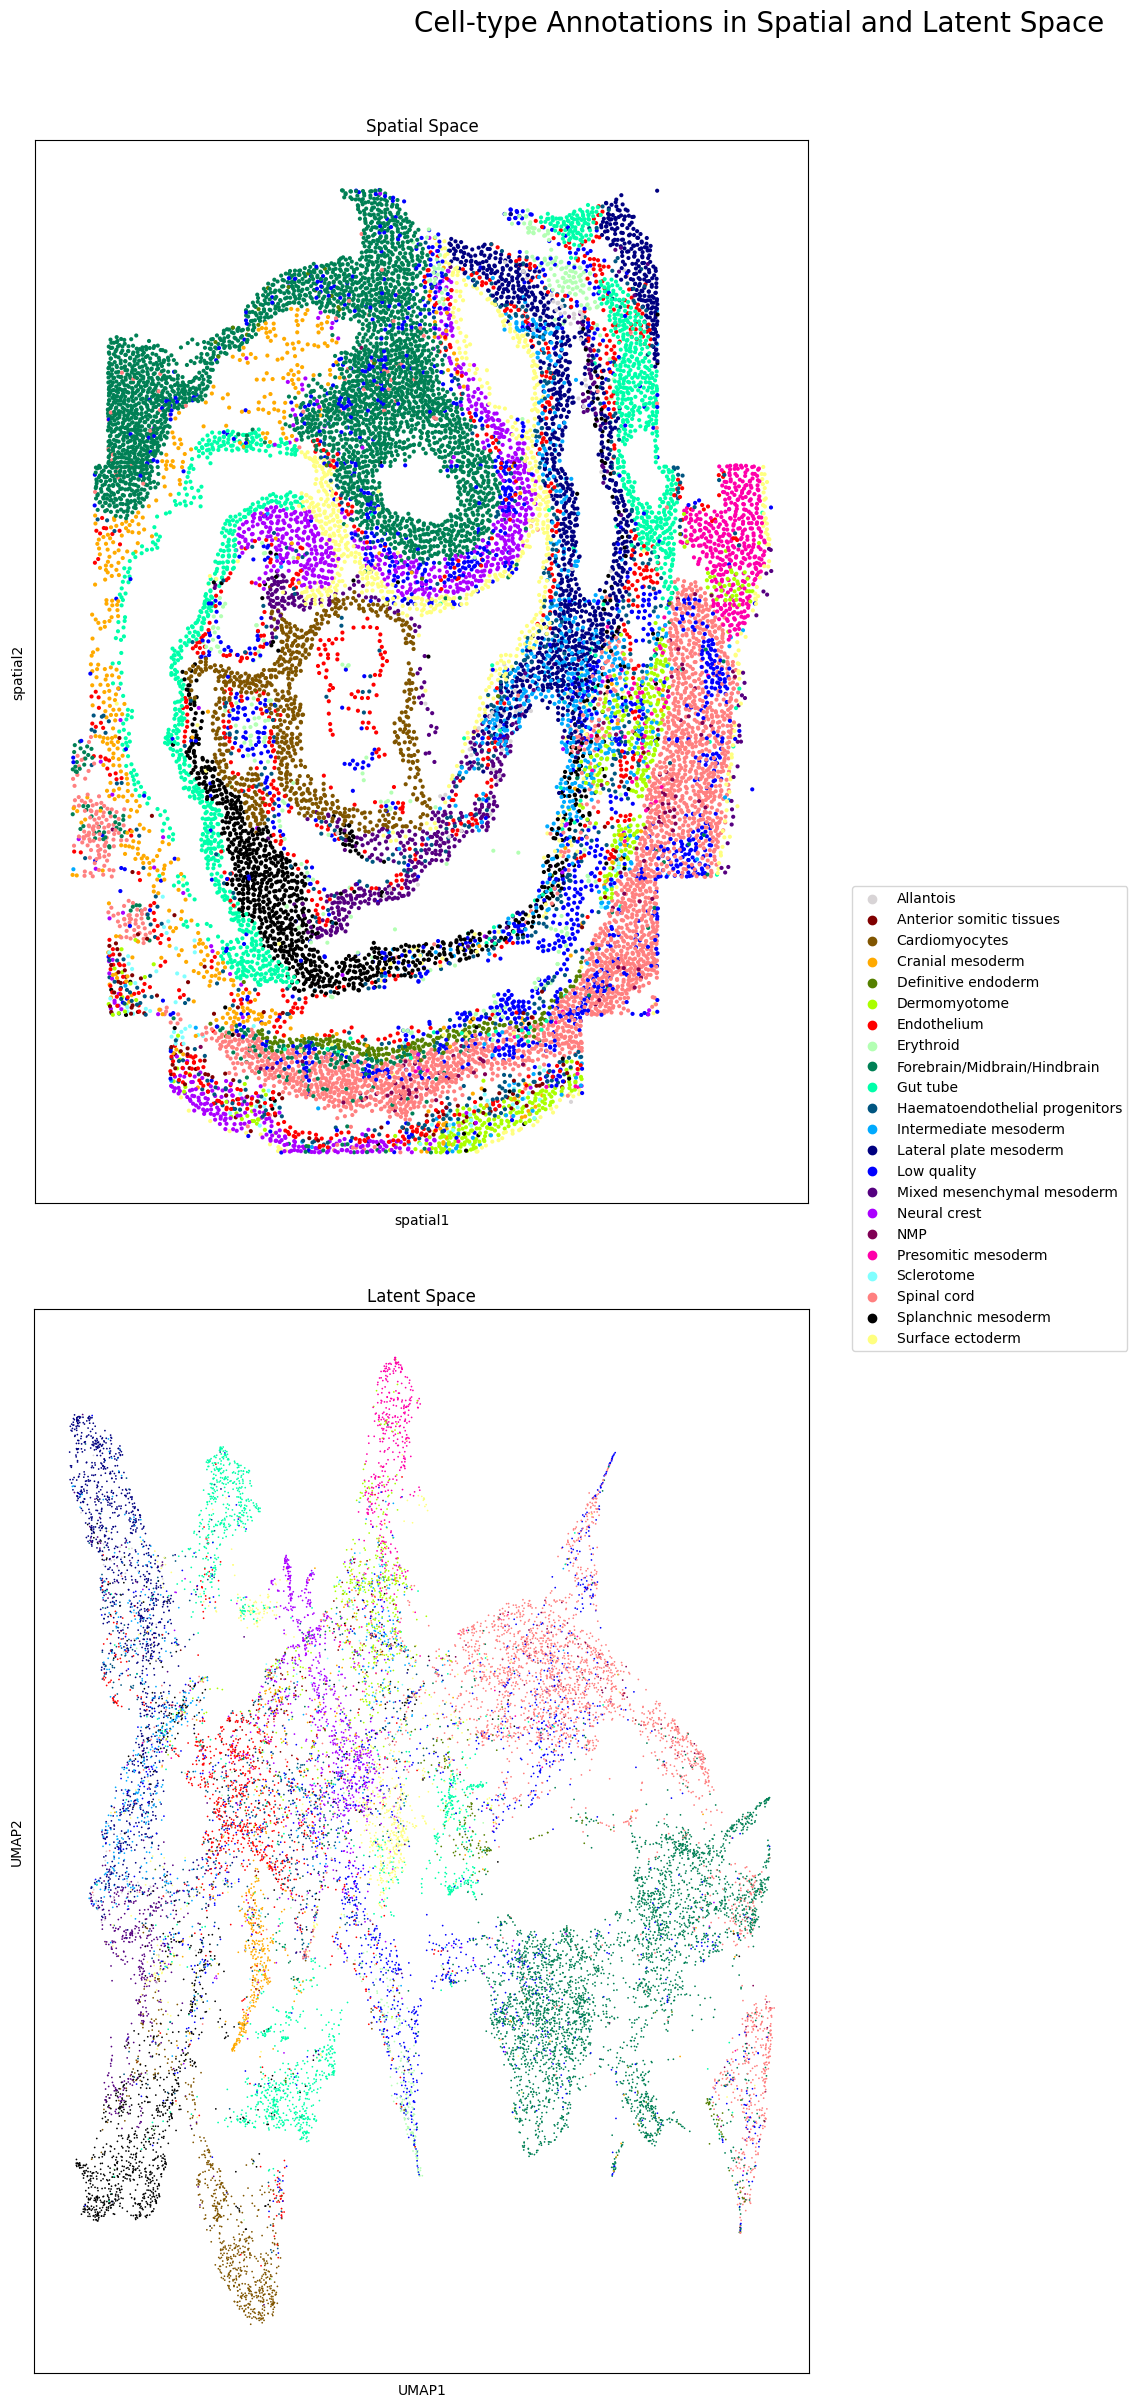 Cell-type Annotations in Spatial and Latent Space
Spatial Space
spatial2
spatial1
Allantois
Anterior somitic tissues
Cardiomyocytes
Cranial mesoderm
Definitive endoderm
Dermomyotome
Endothelium
Erythroid
Forebrain/Midbrain/Hindbrain
Gut tube
Haematoendothelial progenitors
Intermediate mesoderm
Lateral plate mesoderm
Low quality
Mixed mesenchymal mesoderm
Neural crest
NMP
Presomitic mesoderm
Sclerotome
Spinal cord
Splanchnic mesoderm
Surface ectoderm
Latent Space
UMAP2
UMAP1